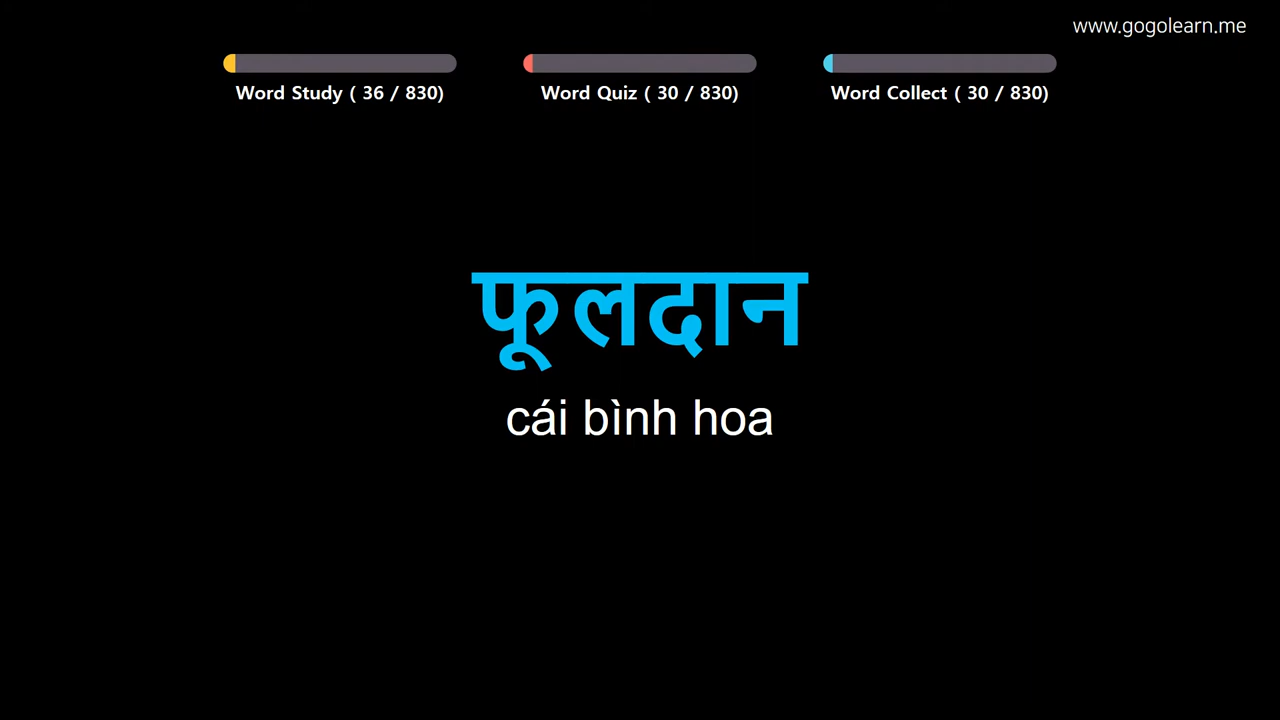 www.gogolearn.me
Word Study ( 36 / 830)
Word Quiz ( 30 / 830)
Word Collect ( 30 / 830)
फूलदान
cái bình hoa